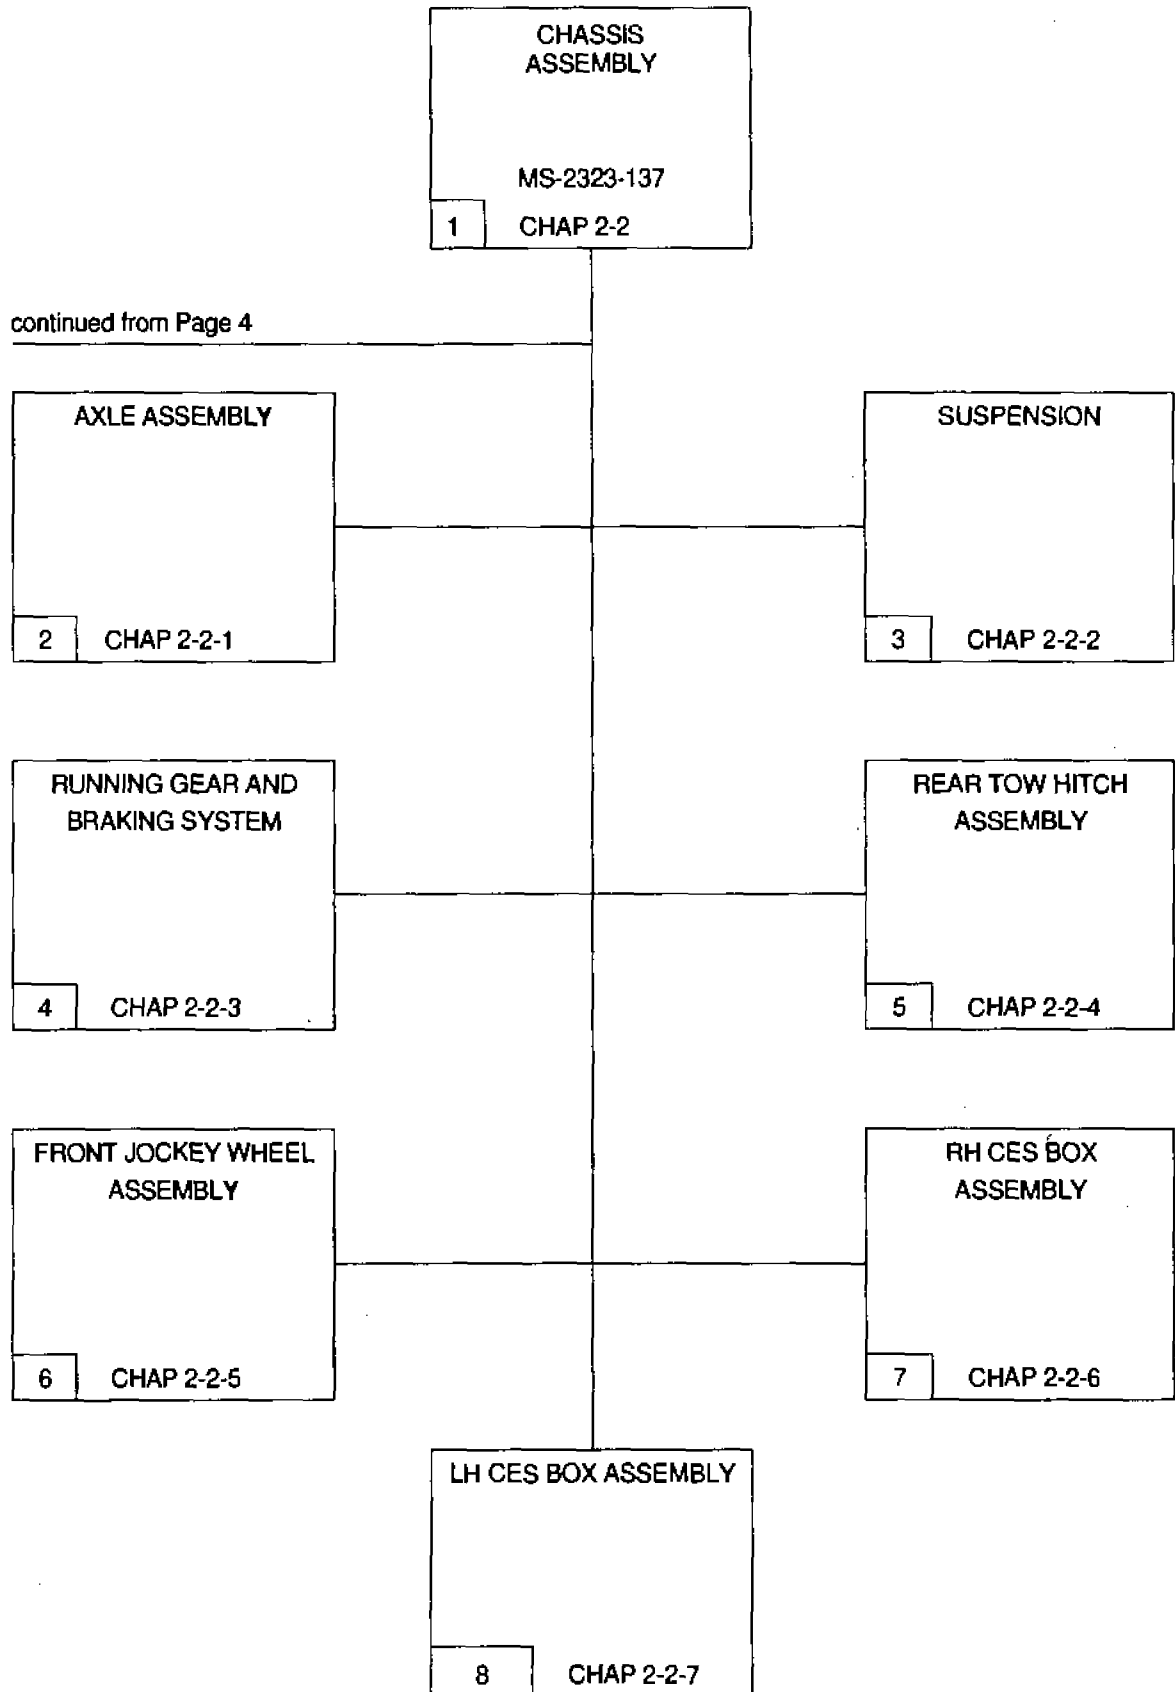 CHASSIS
ASSEMBLY
MS-2323-137
1 CHAP 2-2
continued from Page 4
AXLE ASSEMBLY
2 CHAP 2-2-1
SUSPENSION
3 CHAP 2-2-2
RUNNING GEAR AND
BRAKING SYSTEM
4 CHAP 2-2-3
REAR TOW HITCH
ASSEMBLY
5 CHAP 2-2-4
FRONT JOCKEY WHEEL
ASSEMBLY
6 CHAP 2-2-5
RH CES BOX
ASSEMBLY
7 CHAP 2-2-6
LH CES BOX ASSEMBLY
8 CHAP 2-2-7